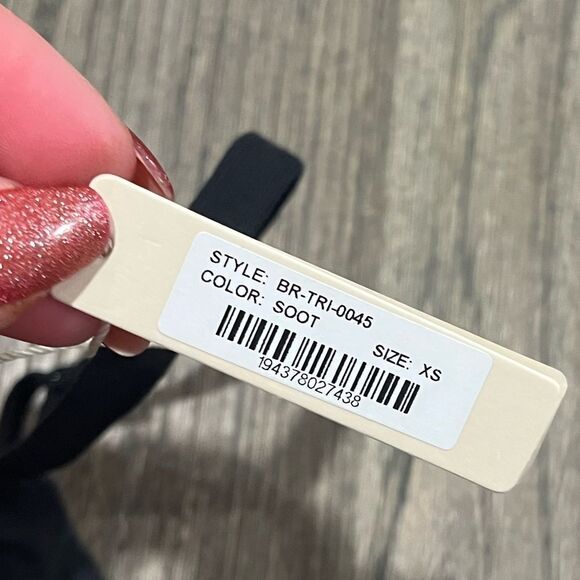 STYLE: BR-TRI-0045
COLOR: SOOT SIZE: XS
194378027438